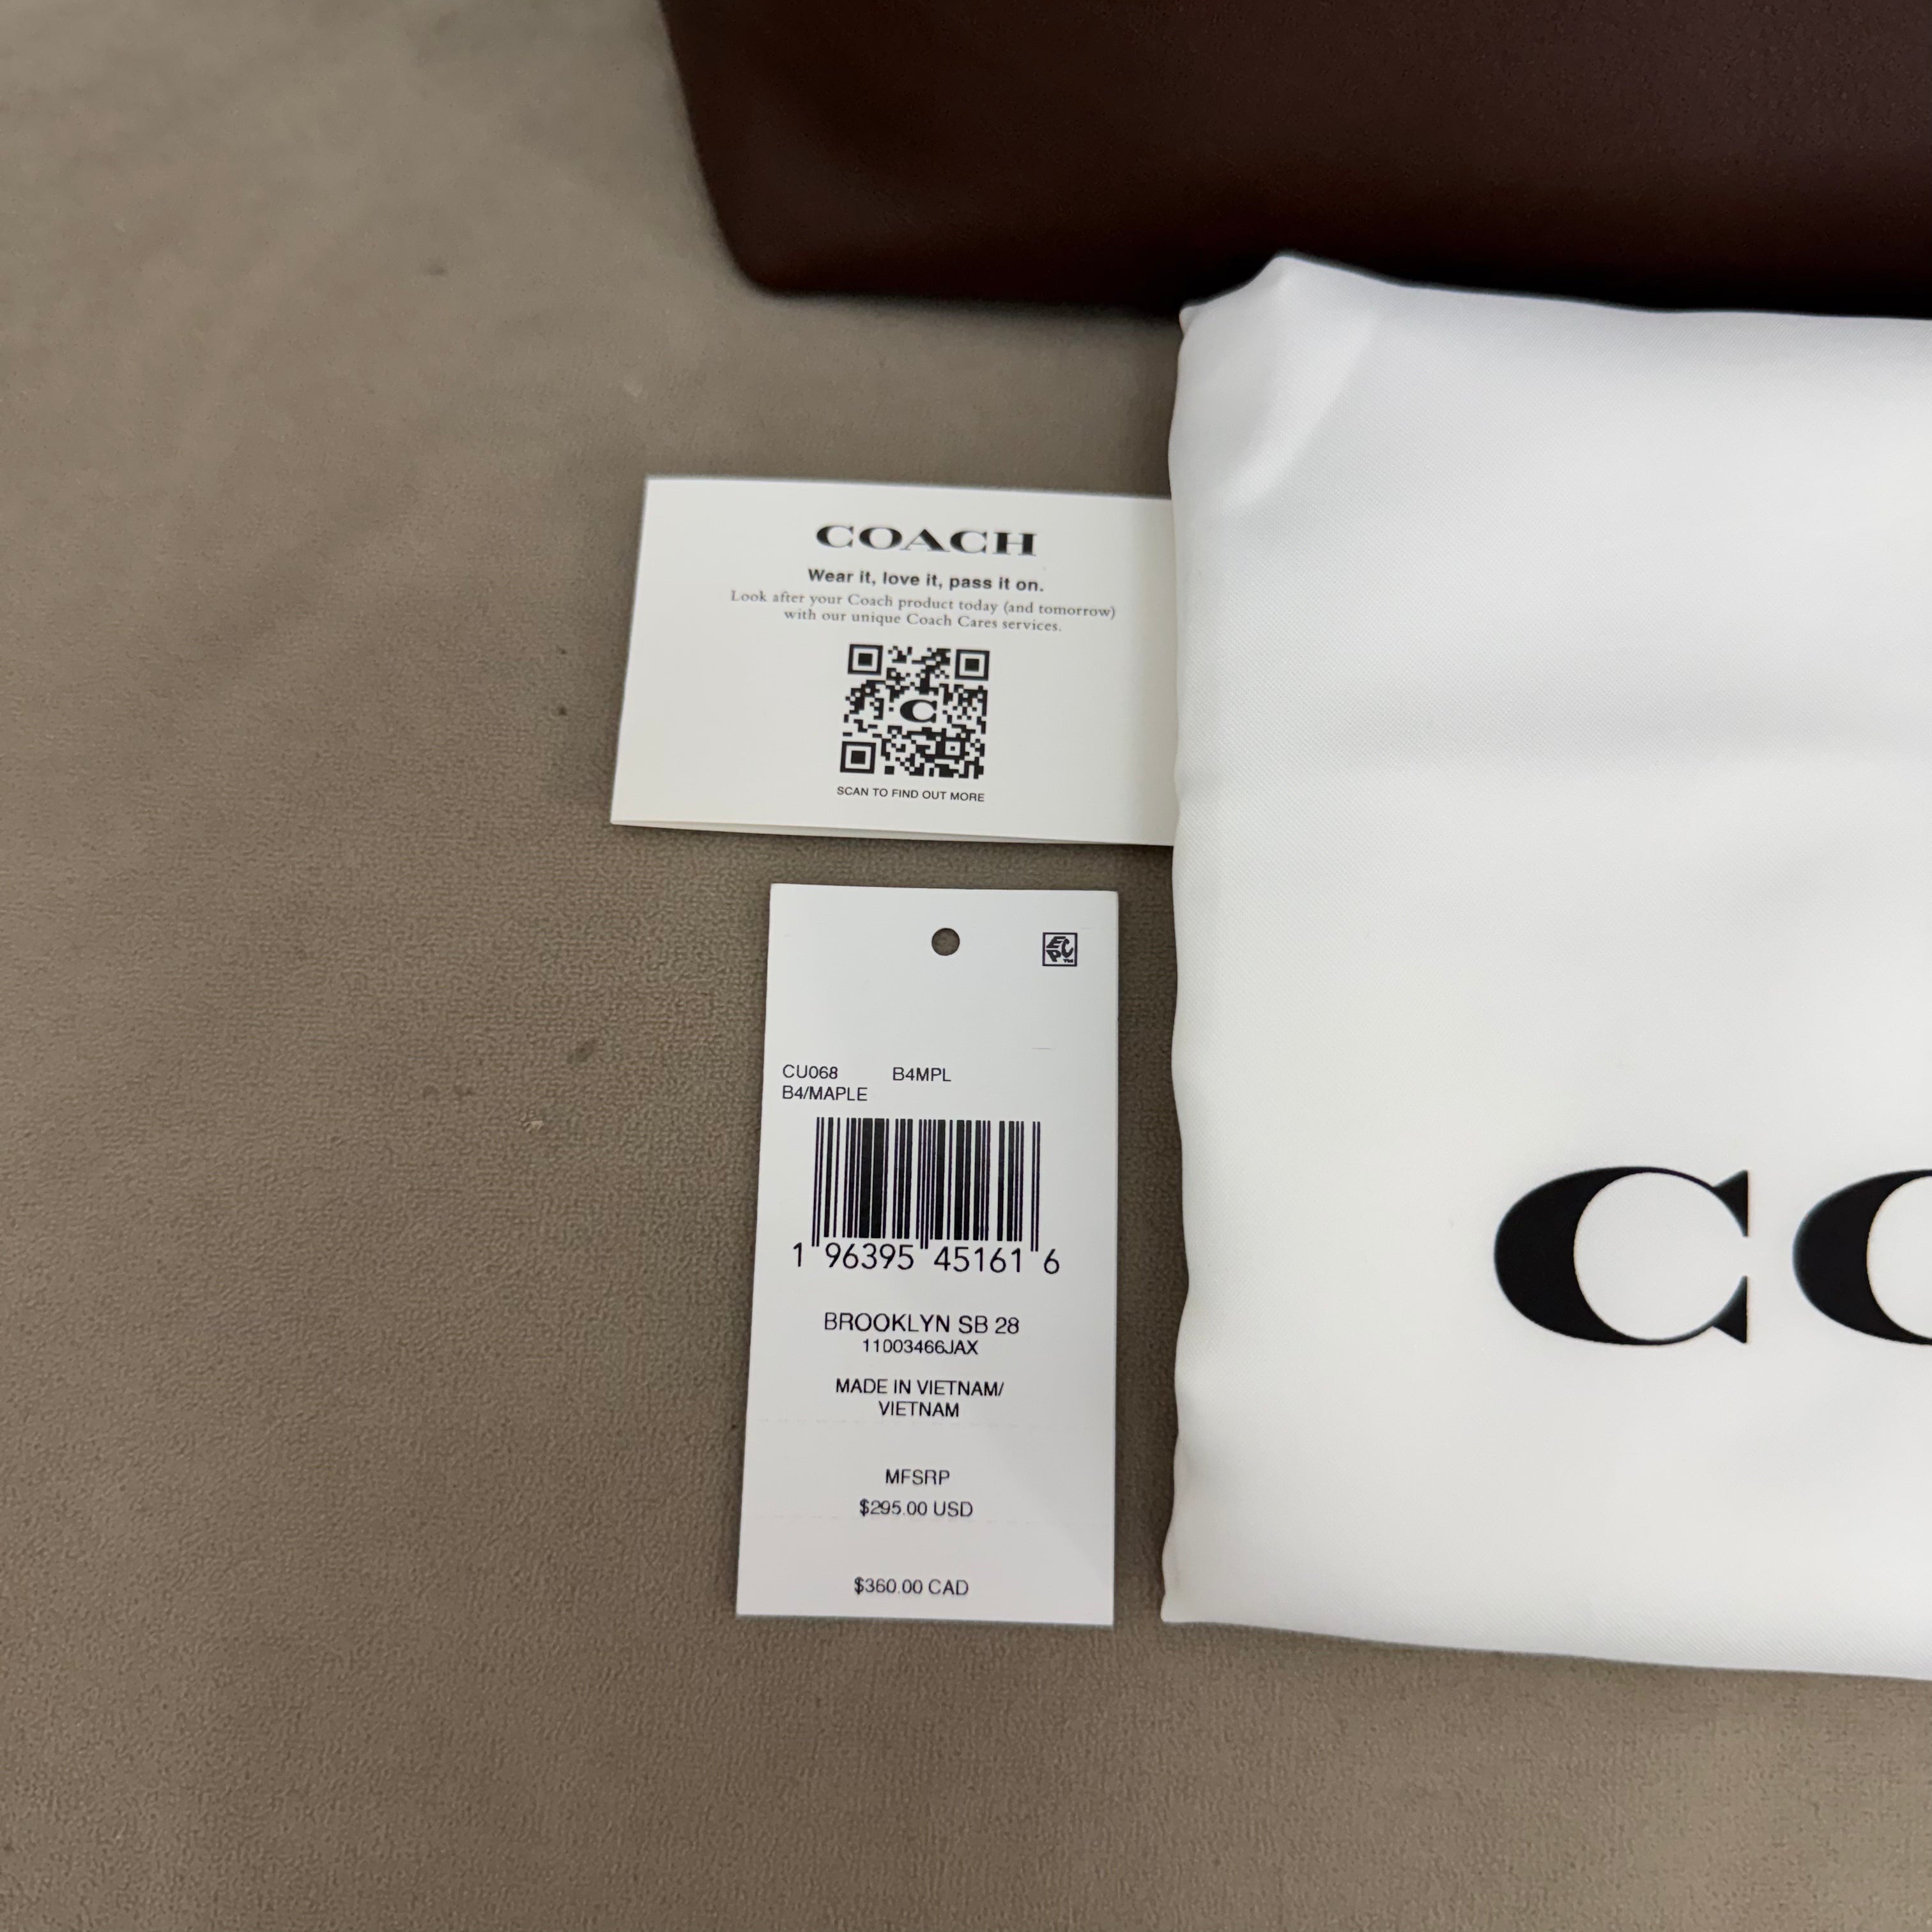 COACH
Wear it, love it, pass it on.
Look after your Coach product today (and tomorrow)
with our unique Coach Cares services.
C
SCAN TO FIND OUT MORE
EPC™
CU068 B4MPL
B4/MAPLE
1 96395 45161 6
BROOKLYN SB 28
11003466JAX
MADE IN VIETNAM/
VIETNAM
MFSRP
$295.00 USD
$360.00 CAD
CO